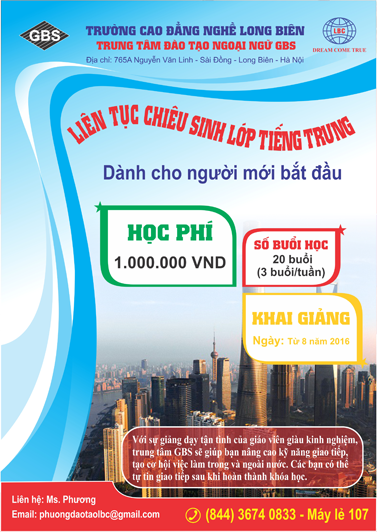 GBS
TRƯỜNG CAO ĐẲNG NGHỀ LONG BIÊN
TRUNG TÂM ĐÀO TẠO NGOẠI NGỮ GBS
Địa chỉ: 765A Nguyễn Văn Linh - Sài Đồng - Long Biên - Hà Nội
LBC
DREAM COME TRUE
LIÊN TỤC CHIÊU SINH LỚP TIẾNG TRUNG
Dành cho người mới bắt đầu
HỌC PHÍ
1.000.000 VND
SỐ BUỔI HỌC
20 buổi
(3 buổi/tuần)
KHAI GIẢNG
Ngày: Từ 8 năm 2016
Với sự giảng dạy tận tình của giáo viên giàu kinh nghiệm,
trung tâm GBS sẽ giúp bạn nâng cao kỹ năng giao tiếp,
tạo cơ hội việc làm trong và ngoài nước. Các bạn có thể
tự tin giao tiếp sau khi hoàn thành khóa học.
Liên hệ: Ms. Phương
Email: phuongdaotaolbc@gmail.com
(844) 3674 0833 - Máy lẻ 107